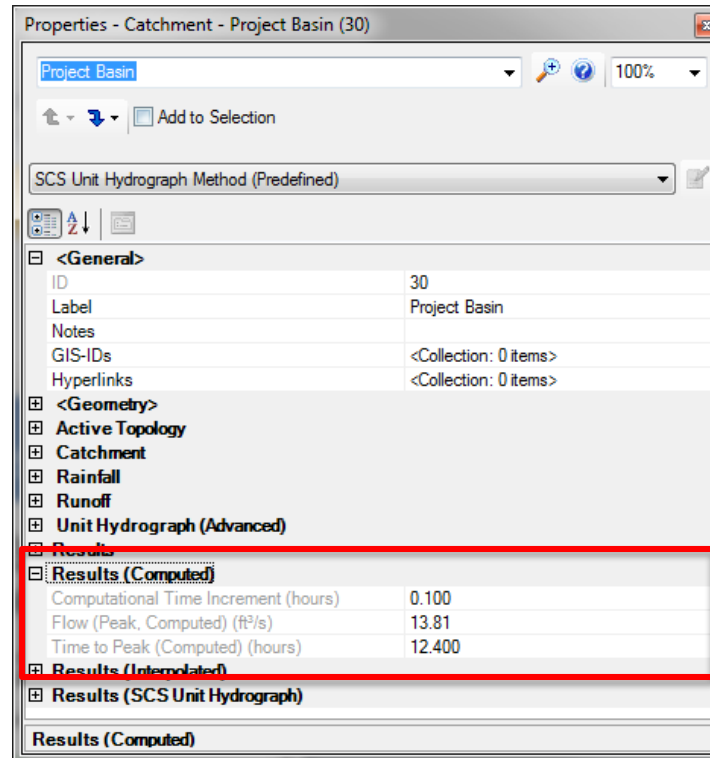 Properties - Catchment - Project Basin (30)
Project Basin
100%
Add to Selection
SCS Unit Hydrograph Method (Predefined)
<General>
ID 30
Label Project Basin
Notes
GIS-IDs <Collection: 0 items>
Hyperlinks <Collection: 0 items>
<Geometry>
Active Topology
Catchment
Rainfall
Runoff
Unit Hydrograph (Advanced)
Results
Results (Computed)
Computational Time Increment (hours) 0.100
Flow (Peak, Computed) (ft³/s) 13.81
Time to Peak (Computed) (hours) 12.400
Results (Interpolated)
Results (SCS Unit Hydrograph)
Results (Computed)